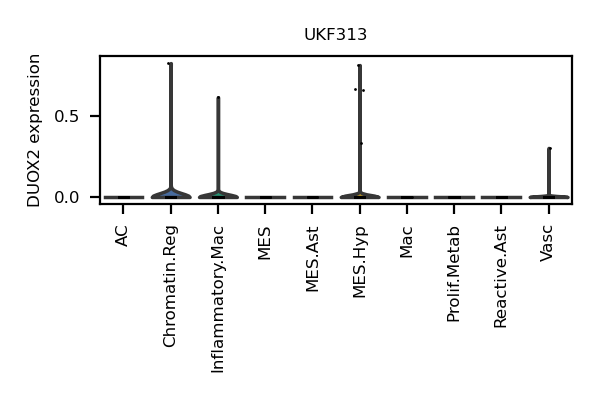 UKF313
DUOX2 expression
0.5
0.0
AC
Chromatin.Reg
Inflammatory.Mac
MES
MES.Ast
MES.Hyp
Mac
Prolif.Metab
Reactive.Ast
Vasc